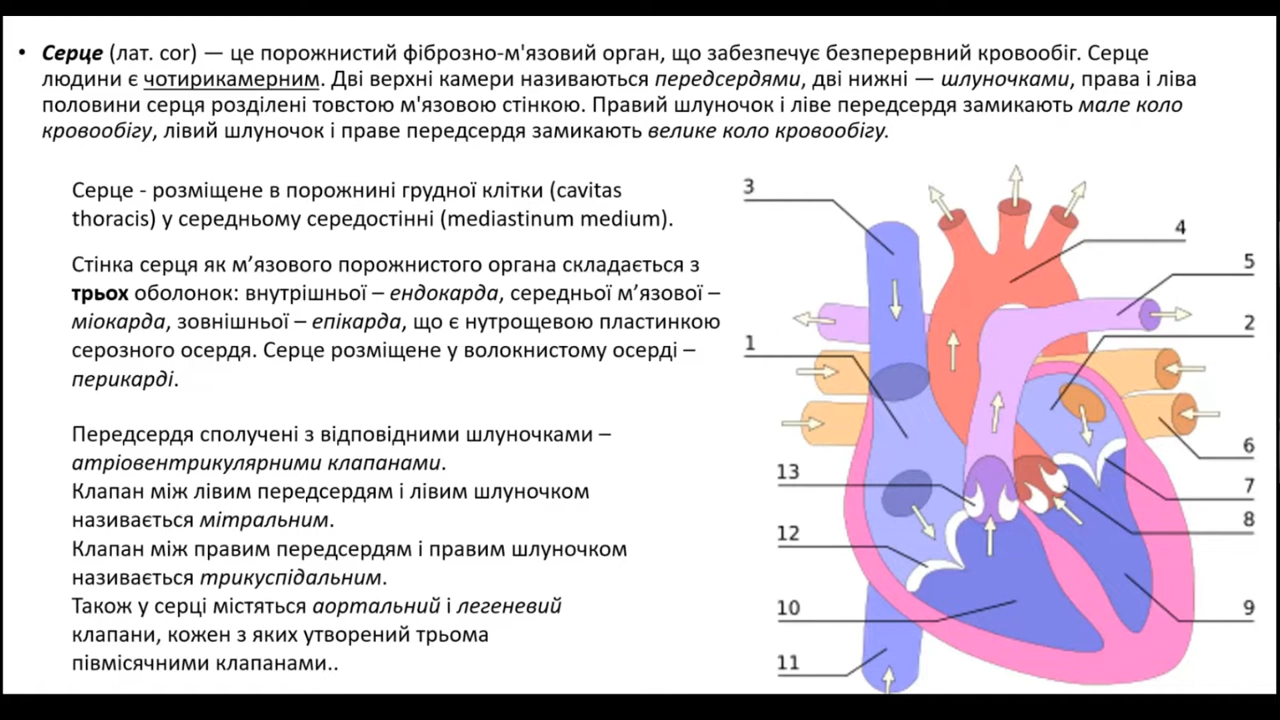 • Серце (лат. cor) — це порожнистий фіброзно-м'язовий орган, що забезпечує безперервний кровообіг. Серце
людини є чотирикамерним. Дві верхні камери називаються передсердями, дві нижні — шлуночками, права і ліва
половини серця розділені товстою м'язовою стінкою. Правий шлуночок і ліве передсердя замикають мале коло
кровообігу, лівий шлуночок і праве передсердя замикають велике коло кровообігу.
Серце - розміщене в порожнині грудної клітки (cavitas
thoracis) у середньому середостінні (mediastinum medium).
Стінка серця як м’язового порожнистого органа складається з
трьох оболонок: внутрішньої – ендокарда, середньої м’язової –
міокарда, зовнішньої – епікарда, що є нутрощевою пластинкою
серозного осердя. Серце розміщене у волокнистому осерді –
перикарді.
Передсердя сполучені з відповідними шлуночками –
атріовентрикулярними клапанами.
Клапан між лівим передсердям і лівим шлуночком
називається мітральним.
Клапан між правим передсердям і правим шлуночком
називається трикуспідальним.
Також у серці містяться аортальний і легеневий
клапани, кожен з яких утворений трьома
півмісячними клапанами..
3
4
5
2
1
6
13
7
8
12
10
9
11